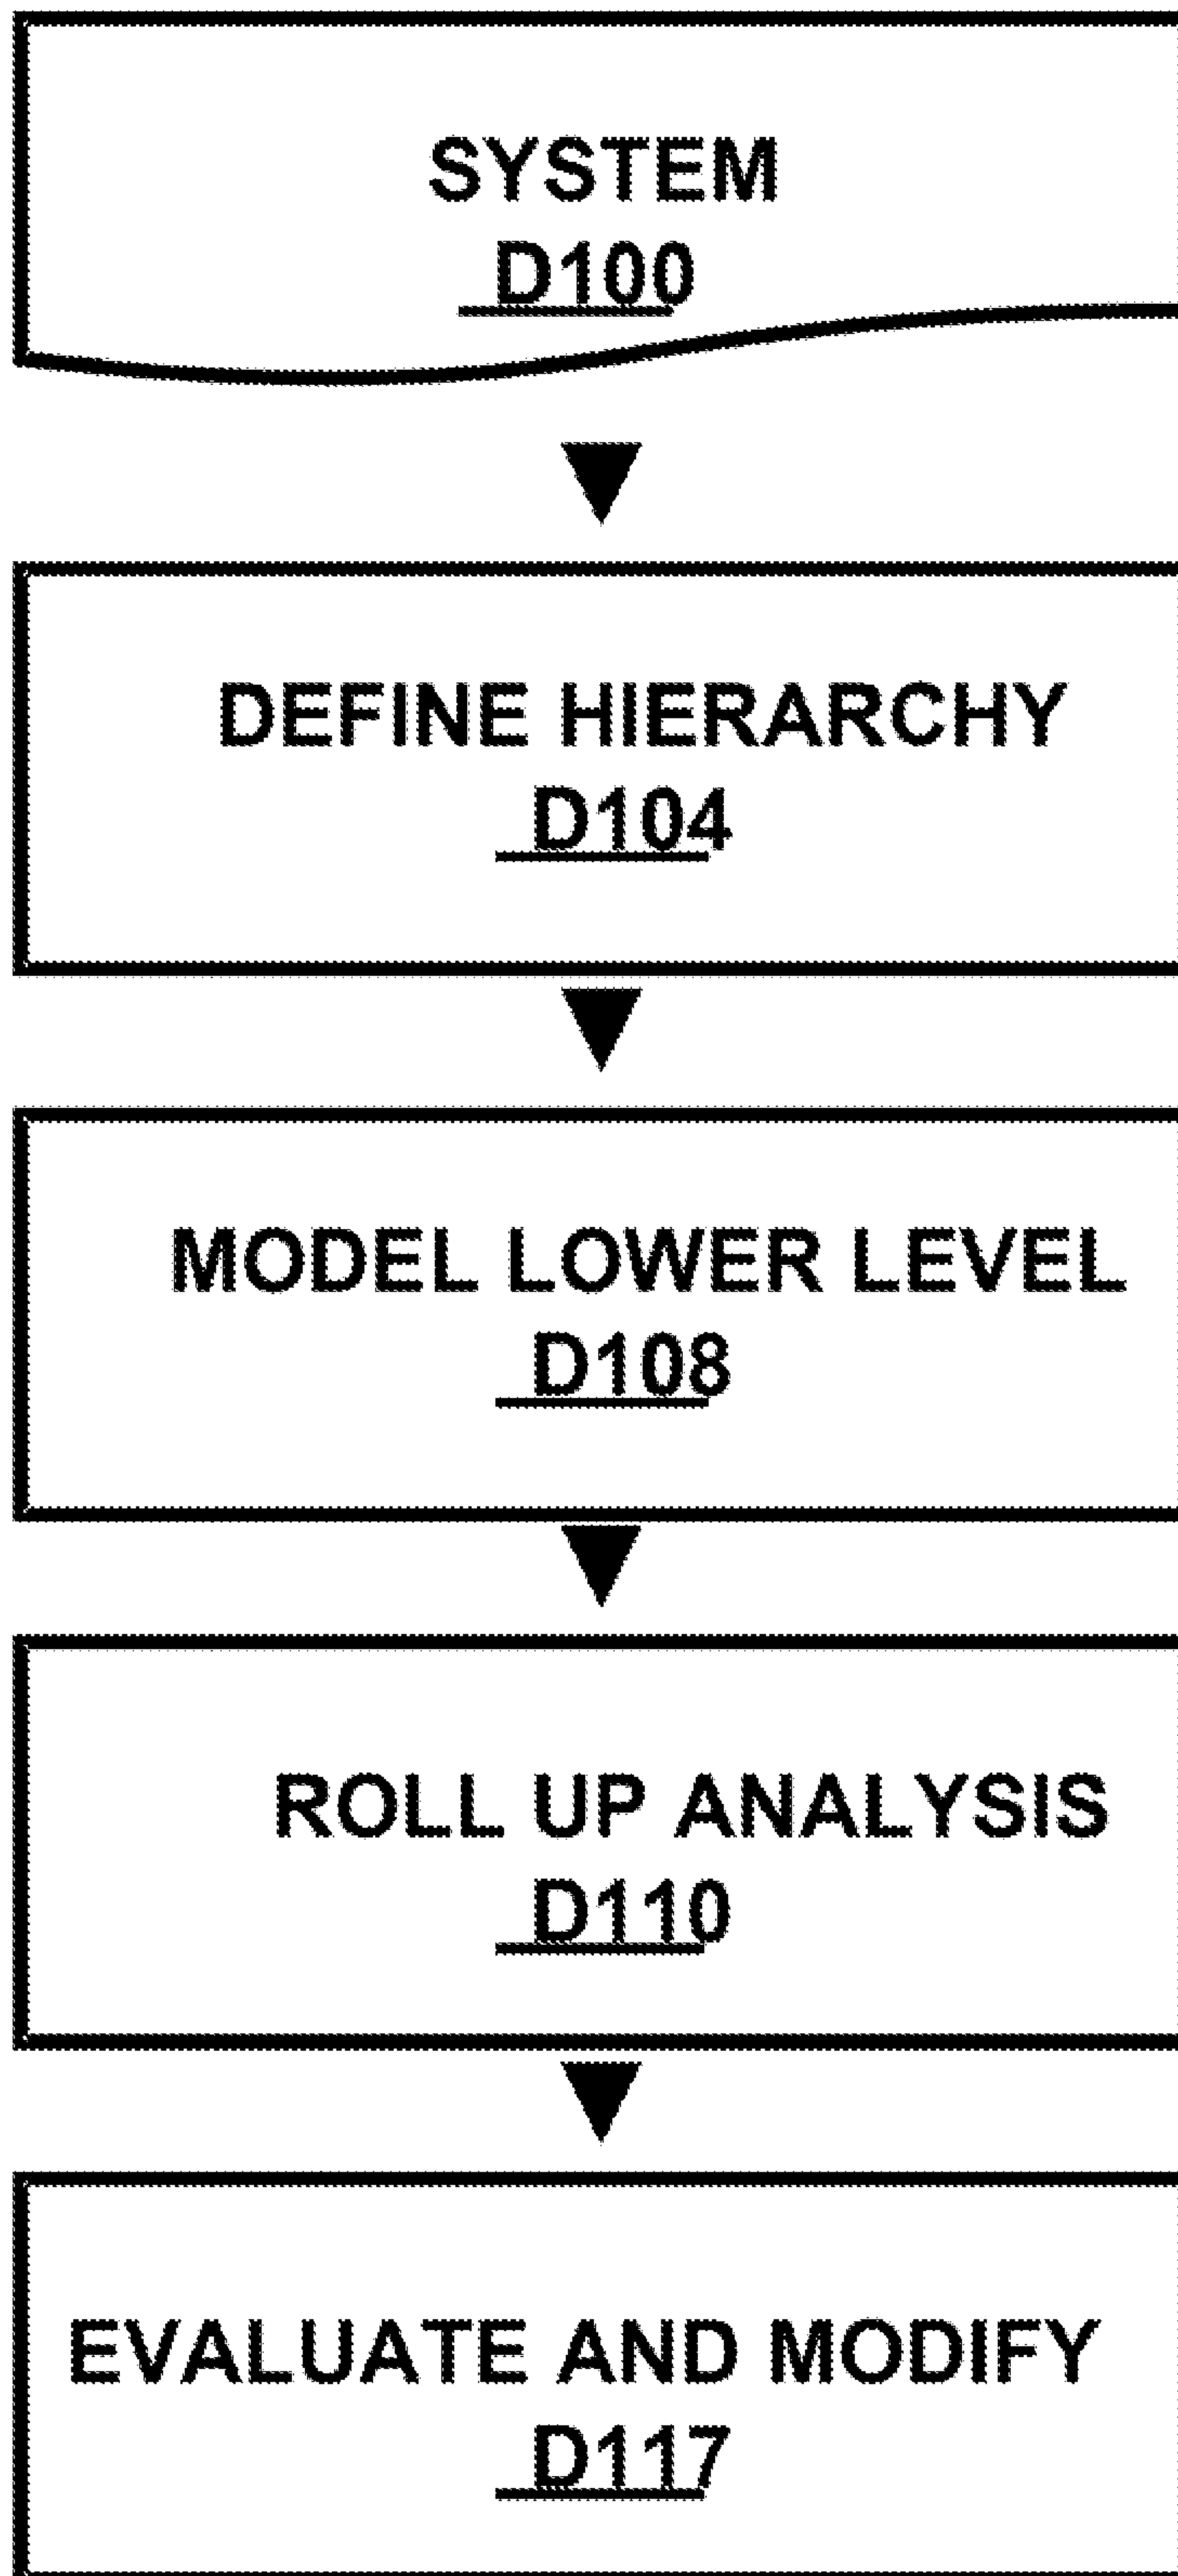 SYSTEM
D100
DEFINE HIERARCHY
D104
MODEL LOWER LEVEL
D108
ROLL UP ANALYSIS
D110
EVALUATE AND MODIFY
D117